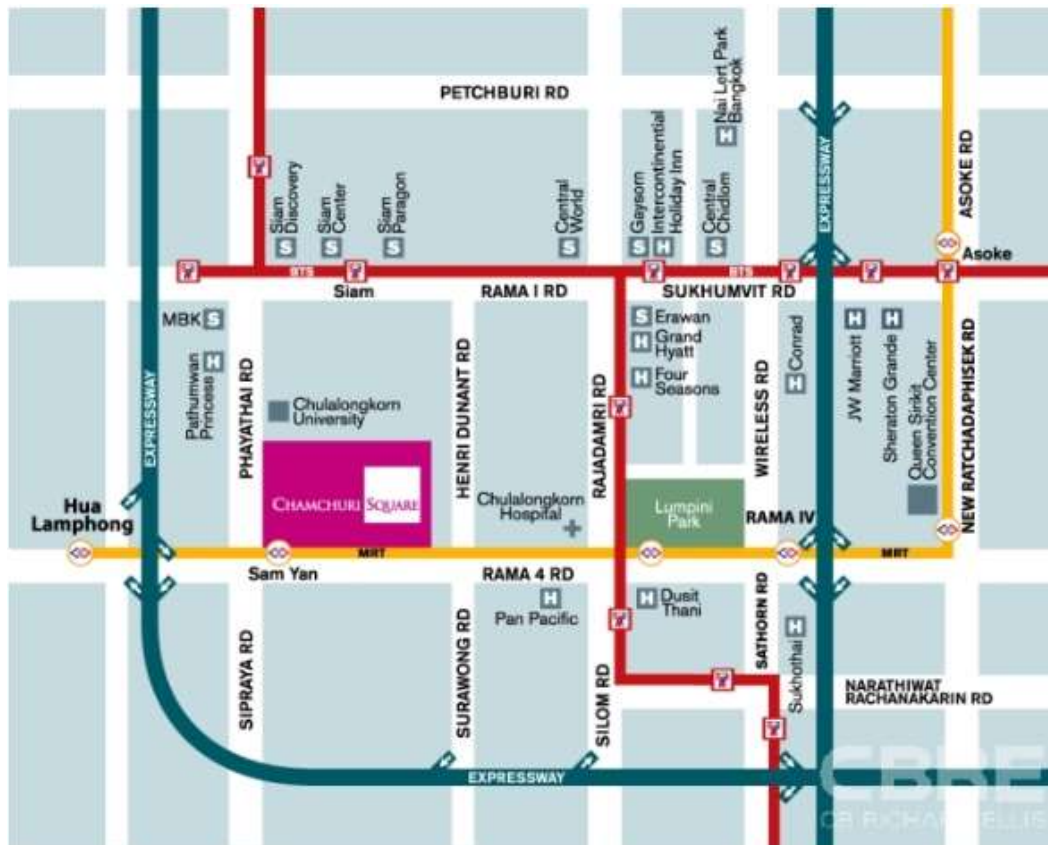 PETCHBURI RD
Nai Lert Park
Bangkok
EXPRESSWAY
ASOKE RD
Siam
Discovery
S
Siam
Center
S
Siam
Paragon
S
Central
World
S
Gaysorn
S
Intercontinental
Holiday Inn
H
Central
Chidlom
S
H
Asoke
BTS
BTS
Siam
RAMA I RD
SUKHUMVIT RD
MBK S
Pathumwan
Princess
H
EXPRESSWAY
PHAYATHAI RD
Chulalongkorn
University
HENRI DUNANT RD
RAJADAMRI RD
S Erawan
H Grand
Hyatt
H Four
Seasons
WIRELESS RD
Conrad
H
JW Marriott
H
Sheraton Grande
H
Queen Sirikit
Convention Center
NEW RATCHADAPHISEK RD
Hua
Lamphong
CHAMCHURI SQUARE
Chulalongkorn
Hospital
Lumpini
Park
RAMA IV
MRT
MRT
Sam Yan
RAMA 4 RD
H
Pan Pacific
H Dusit
Thani
SATHORN RD
Sukhothai
H
SIPRAYA RD
SURAWONG RD
SILOM RD
NARATHIWAT
RACHANAKARIN RD
EXPRESSWAY
CBRE
CB RICHARD ELLIS